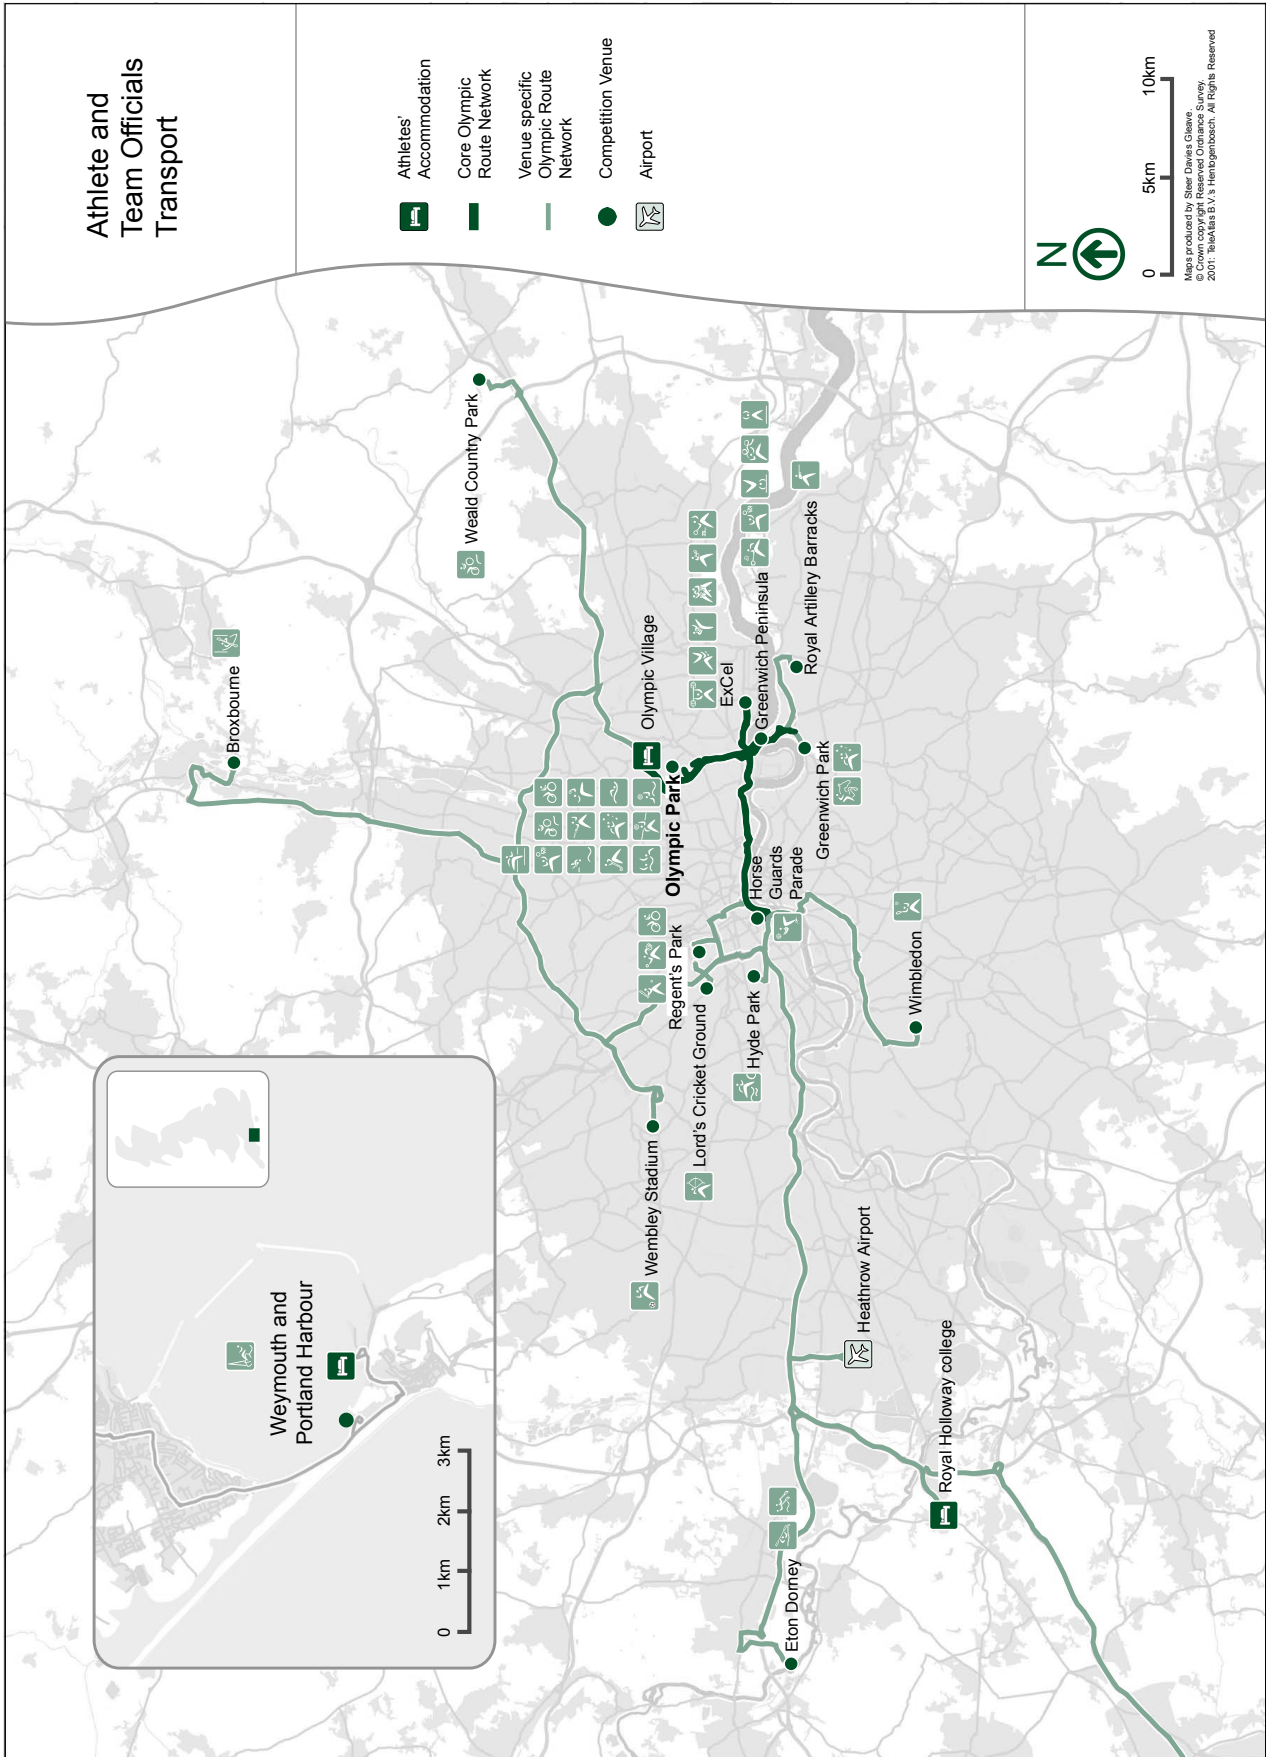 Athlete and
Team Officials
Transport
Athletes'
Accommodation
Core Olympic
Route Network
Venue specific
Olympic Route
Network
Competition Venue
Airport
N
0
5km
10km
Maps produced by Steer Davies Gleave.
© Crown copyright Reserved Ordnance Survey.
2001: TeleAtlas B.V.'s Hentogenbosch. All Rights Reserved
Weymouth and
Portland Harbour
0
1km
2km
3km
Broxbourne
Weald Country Park
Olympic Village
Olympic Park
ExCel
Greenwich Peninsula
Royal Artillery Barracks
Greenwich Park
Horse
Guards
Parade
Regent's Park
Lord's Cricket Ground
Hyde Park
Wimbledon
Wembley Stadium
Heathrow Airport
Royal Holloway college
Eton Dorney